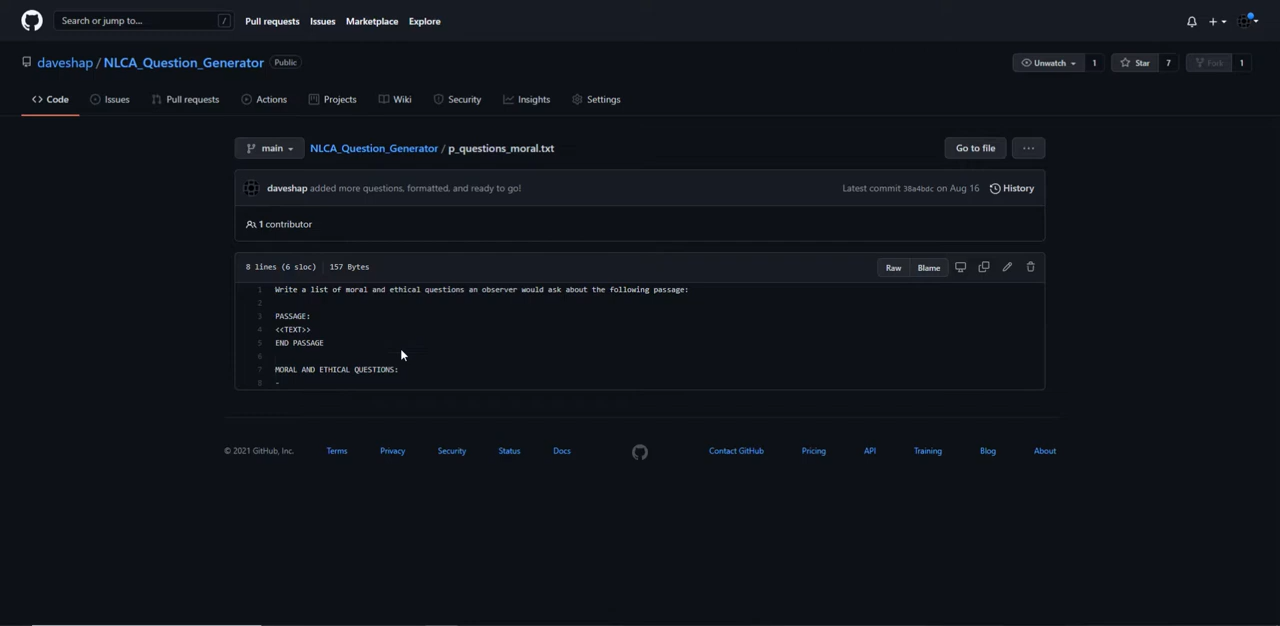 Search or jump to... /
Pull requests Issues Marketplace Explore
daveshap / NLCA_Question_Generator Public
Unwatch 1 Star 7 Fork 1
Code Issues Pull requests Actions Projects Wiki Security Insights Settings
main NLCA_Question_Generator / p_questions_moral.txt Go to file ...
daveshap added more questions, formatted, and ready to go! Latest commit 38a4bdc on Aug 16 History
1 contributor
8 lines (6 sloc) 157 Bytes Raw Blame
1 Write a list of moral and ethical questions an observer would ask about the following passage:
2
3 PASSAGE:
4 <<TEXT>>
5 END PASSAGE
6
7 MORAL AND ETHICAL QUESTIONS:
8 -
© 2021 GitHub, Inc. Terms Privacy Security Status Docs Contact GitHub Pricing API Training Blog About